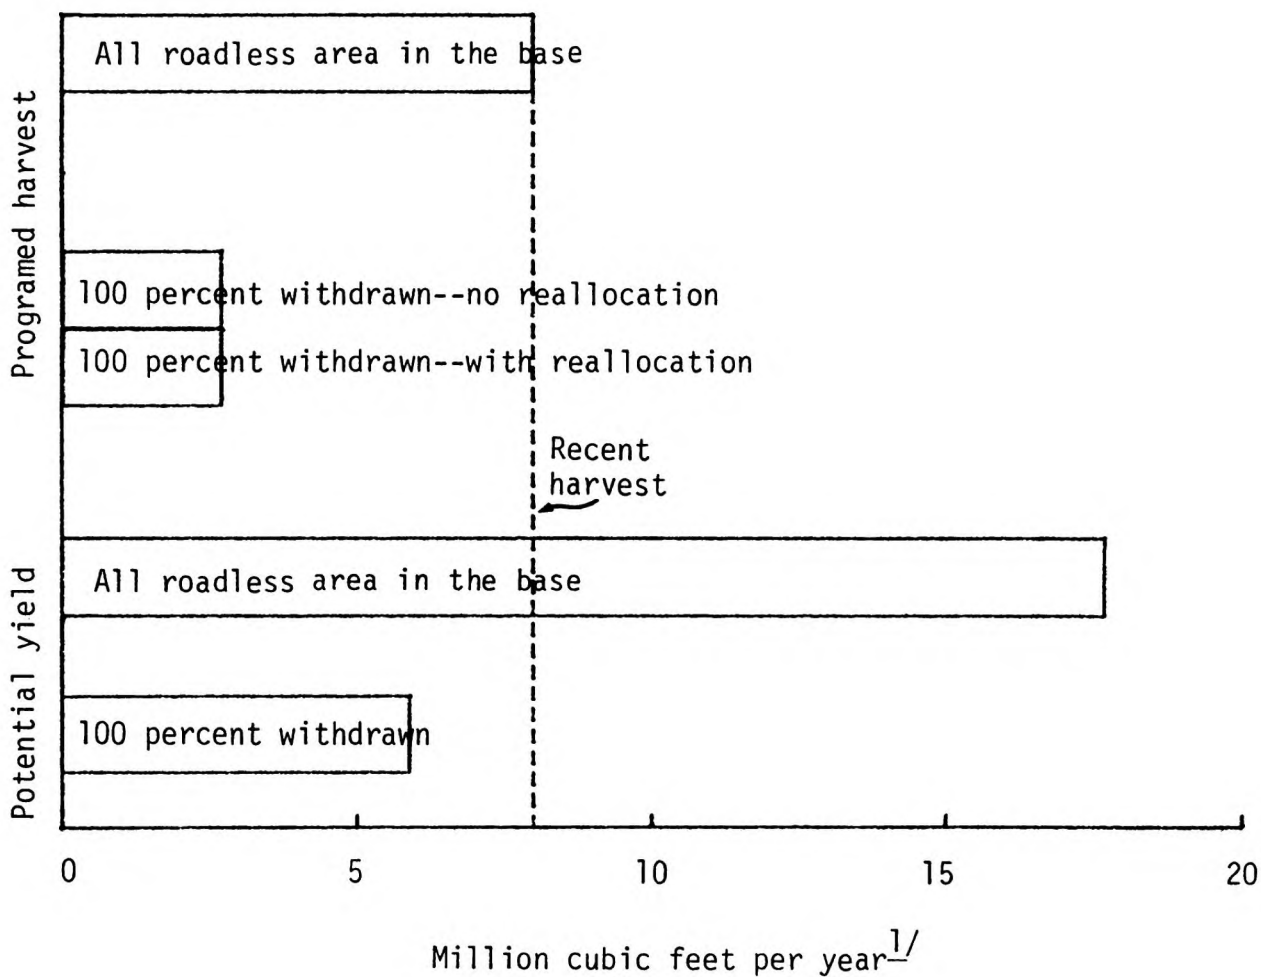 Programed harvest
All roadless area in the base
100 percent withdrawn--no reallocation
100 percent withdrawn--with reallocation
Recent
harvest
Potential yield
All roadless area in the base
100 percent withdrawn
0 5 10 15 20
Million cubic feet per year 1/